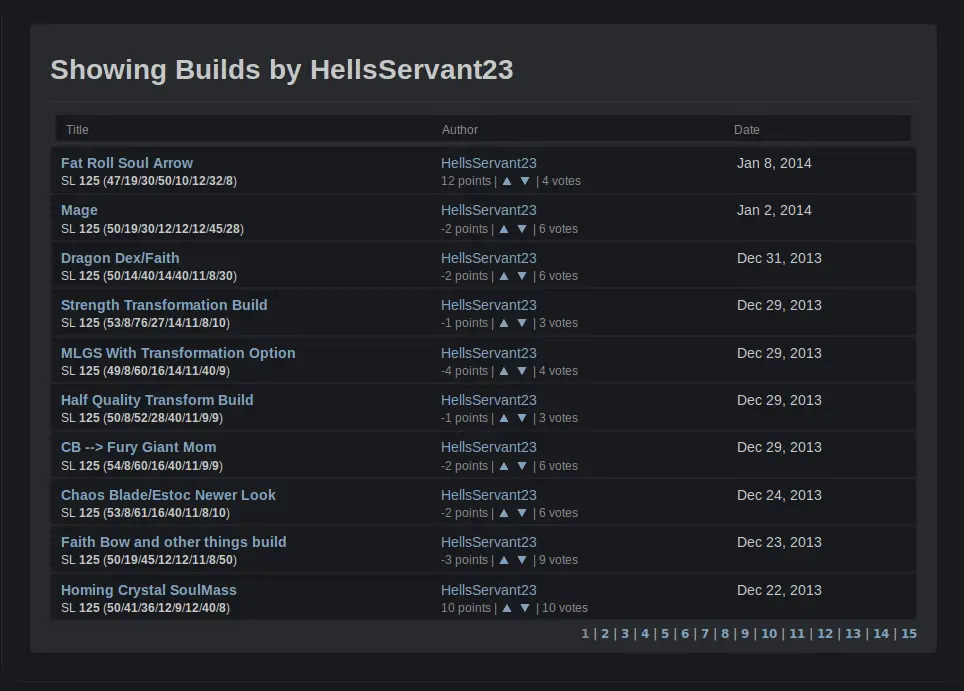 Showing Builds by HellsServant23
Title Author Date
Fat Roll Soul Arrow HellsServant23 Jan 8, 2014
SL 125 (47/19/30/50/10/12/32/8) 12 points | ▲ ▼ | 4 votes
Mage HellsServant23 Jan 2, 2014
SL 125 (50/19/30/12/12/12/45/28) -2 points | ▲ ▼ | 6 votes
Dragon Dex/Faith HellsServant23 Dec 31, 2013
SL 125 (50/14/40/14/40/11/8/30) -2 points | ▲ ▼ | 6 votes
Strength Transformation Build HellsServant23 Dec 29, 2013
SL 125 (53/8/76/27/14/11/8/10) -1 points | ▲ ▼ | 3 votes
MLGS With Transformation Option HellsServant23 Dec 29, 2013
SL 125 (49/8/60/16/14/11/40/9) -4 points | ▲ ▼ | 4 votes
Half Quality Transform Build HellsServant23 Dec 29, 2013
SL 125 (50/8/52/28/40/11/9/9) -1 points | ▲ ▼ | 3 votes
CB --> Fury Giant Mom HellsServant23 Dec 29, 2013
SL 125 (54/8/60/16/40/11/9/9) -2 points | ▲ ▼ | 6 votes
Chaos Blade/Estoc Newer Look HellsServant23 Dec 24, 2013
SL 125 (53/8/61/16/40/11/8/10) -2 points | ▲ ▼ | 6 votes
Faith Bow and other things build HellsServant23 Dec 23, 2013
SL 125 (50/19/45/12/12/11/8/50) -3 points | ▲ ▼ | 9 votes
Homing Crystal SoulMass HellsServant23 Dec 22, 2013
SL 125 (50/41/36/12/9/12/40/8) 10 points | ▲ ▼ | 10 votes
1 | 2 | 3 | 4 | 5 | 6 | 7 | 8 | 9 | 10 | 11 | 12 | 13 | 14 | 15